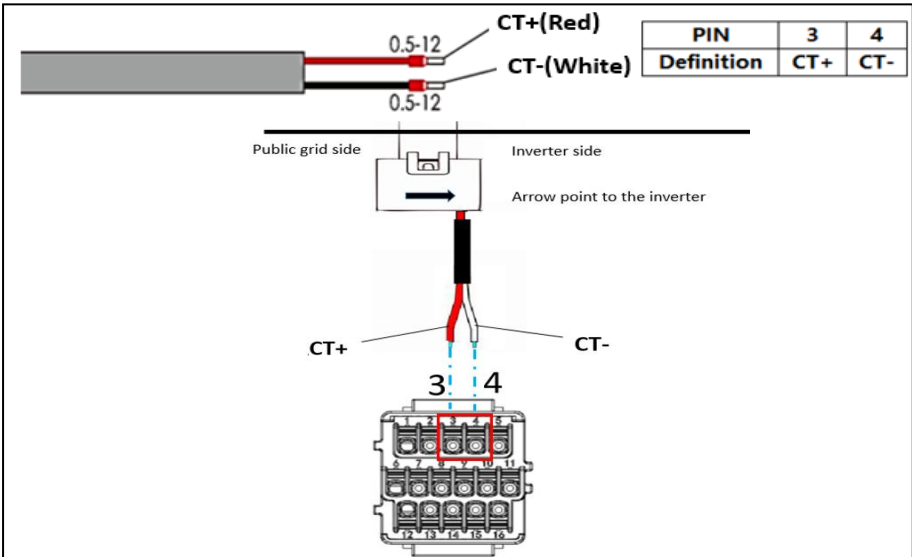 0.5-12
CT+(Red)
CT-(White)
0.5-12
PIN 3 4
Definition CT+ CT-
Public grid side
Inverter side
Arrow point to the inverter
CT+
CT-
3 4
1 2 3 4 5
6 7 8 9 10 11
12 13 14 15 16